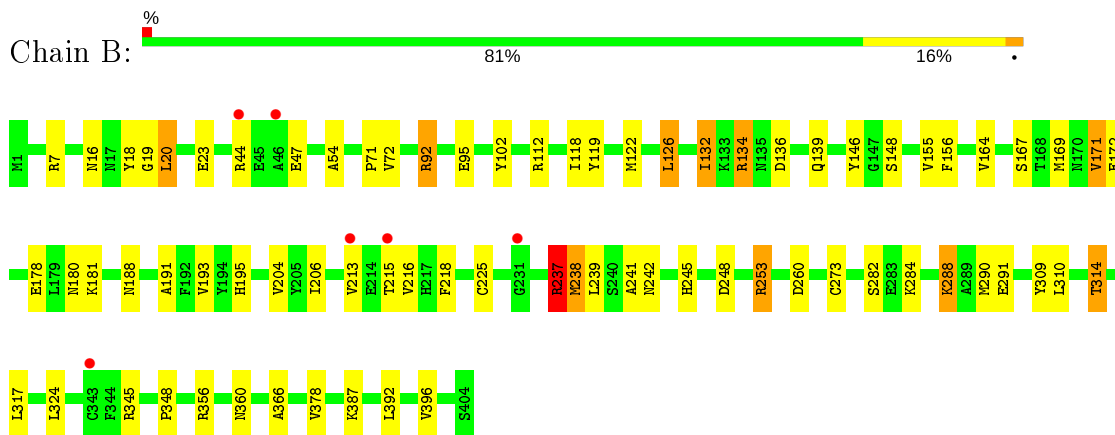 %
Chain B:
81%
16%
•
M1 R7 N16 N17 Y18 G19 L20 E23 R44 E45 A46 E47 A54 P71 V72 R92 E95 Y102 R112 I118 Y119 M122 L126 I132 K133 R134 N135 D136 Q139 Y146 G147 S148 V155 F156 V164 S167 T168 M169 N170 V171
E178 L179 N180 K181 N188 A191 F192 V193 Y194 H195 V204 Y205 I206 V213 E214 T215 V216 H217 F218 C225 G231 R237 M238 L239 S240 A241 N242 H245 D248 R253 D260 C273 S282 E283 K284 K288 A289 M290 E291 Y309 L310 T314
L317 L324 C343 F344 R345 P348 R356 N360 A366 V378 K387 L392 V396 S404